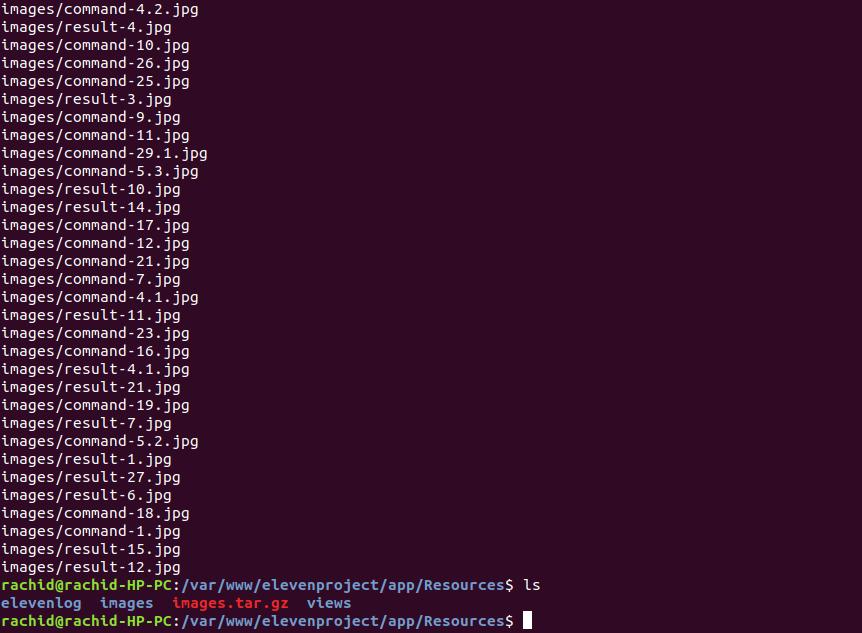 images/command-4.2.jpg
images/result-4.jpg
images/command-10.jpg
images/command-26.jpg
images/command-25.jpg
images/result-3.jpg
images/command-9.jpg
images/command-11.jpg
images/command-29.1.jpg
images/command-5.3.jpg
images/result-10.jpg
images/result-14.jpg
images/command-17.jpg
images/command-12.jpg
images/command-21.jpg
images/command-7.jpg
images/command-4.1.jpg
images/result-11.jpg
images/command-23.jpg
images/command-16.jpg
images/result-4.1.jpg
images/result-21.jpg
images/command-19.jpg
images/result-7.jpg
images/command-5.2.jpg
images/result-1.jpg
images/result-27.jpg
images/result-6.jpg
images/command-18.jpg
images/command-1.jpg
images/result-15.jpg
images/result-12.jpg
rachid@rachid-HP-PC:/var/www/elevenproject/app/Resources$ ls
elevenlog  images  images.tar.gz  views
rachid@rachid-HP-PC:/var/www/elevenproject/app/Resources$